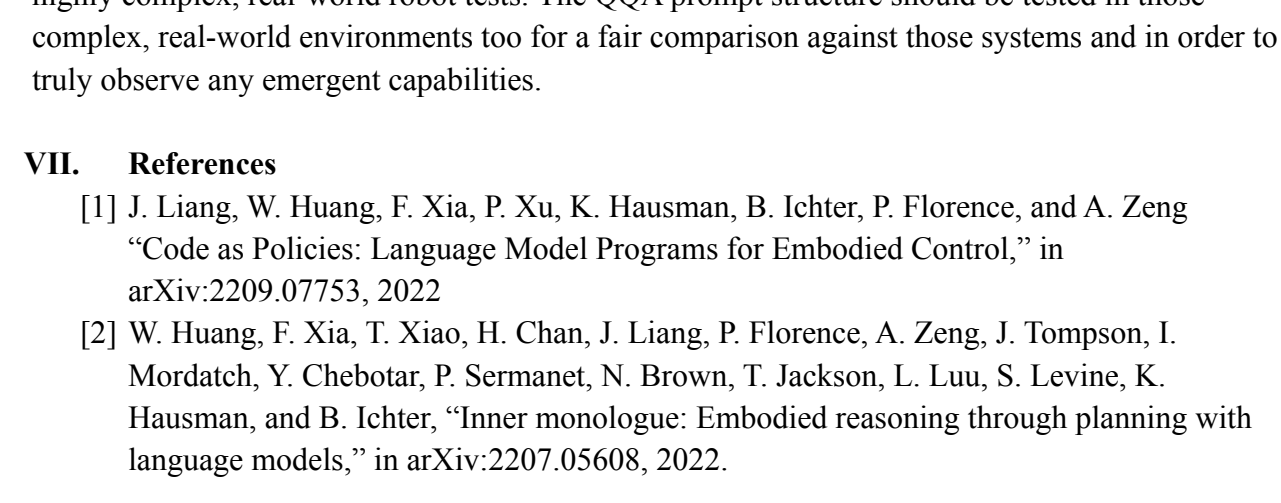 highly complex, real-world robot tests. The QQA prompt structure should be tested in those
complex, real-world environments too for a fair comparison against those systems and in order to
truly observe any emergent capabilities.
VII. References
[1] J. Liang, W. Huang, F. Xia, P. Xu, K. Hausman, B. Ichter, P. Florence, and A. Zeng
“Code as Policies: Language Model Programs for Embodied Control,” in
arXiv:2209.07753, 2022
[2] W. Huang, F. Xia, T. Xiao, H. Chan, J. Liang, P. Florence, A. Zeng, J. Tompson, I.
Mordatch, Y. Chebotar, P. Sermanet, N. Brown, T. Jackson, L. Luu, S. Levine, K.
Hausman, and B. Ichter, “Inner monologue: Embodied reasoning through planning with
language models,” in arXiv:2207.05608, 2022.